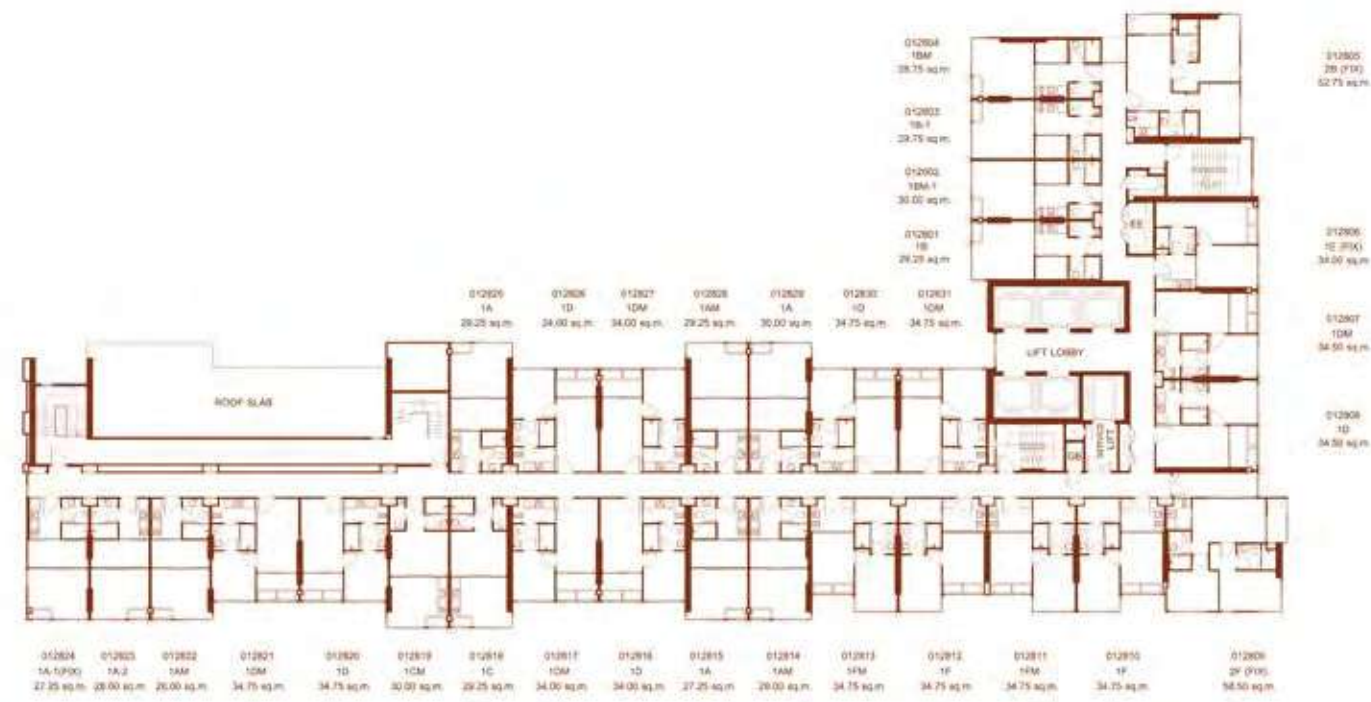 012804
1BM
28.75 sq.m
012803
1B-1
29.75 sq.m
012802
1BM-1
30.00 sq.m
012801
1B
29.25 sq.m
012805
2B (FIX)
52.75 sq.m
012806
1E (FIX)
34.00 sq.m
012807
1DM
34.50 sq.m
012808
1D
34.50 sq.m
EE
012825
1A
29.25 sq.m
012826
1D
34.00 sq.m
012827
1DM
34.00 sq.m
012828
1AM
29.25 sq.m
012829
1A
30.00 sq.m
012830
1D
34.75 sq.m
012831
1DM
34.75 sq.m
LIFT LOBBY
ROOF SLAB
SERVICE
LIFT
012824
1A-1(FIX)
27.25 sq.m
012823
1A-2
28.00 sq.m
012822
1AM
28.00 sq.m
012821
1DM
34.75 sq.m
012820
1D
34.75 sq.m
012819
1CM
30.00 sq.m
012818
1C
29.25 sq.m
012817
1DM
34.00 sq.m
012816
1D
34.00 sq.m
012815
1A
27.25 sq.m
012814
1AM
28.00 sq.m
012813
1FM
34.75 sq.m
012812
1F
34.75 sq.m
012811
1FM
34.75 sq.m
012810
1F
34.75 sq.m
012809
2F (FIX)
58.50 sq.m